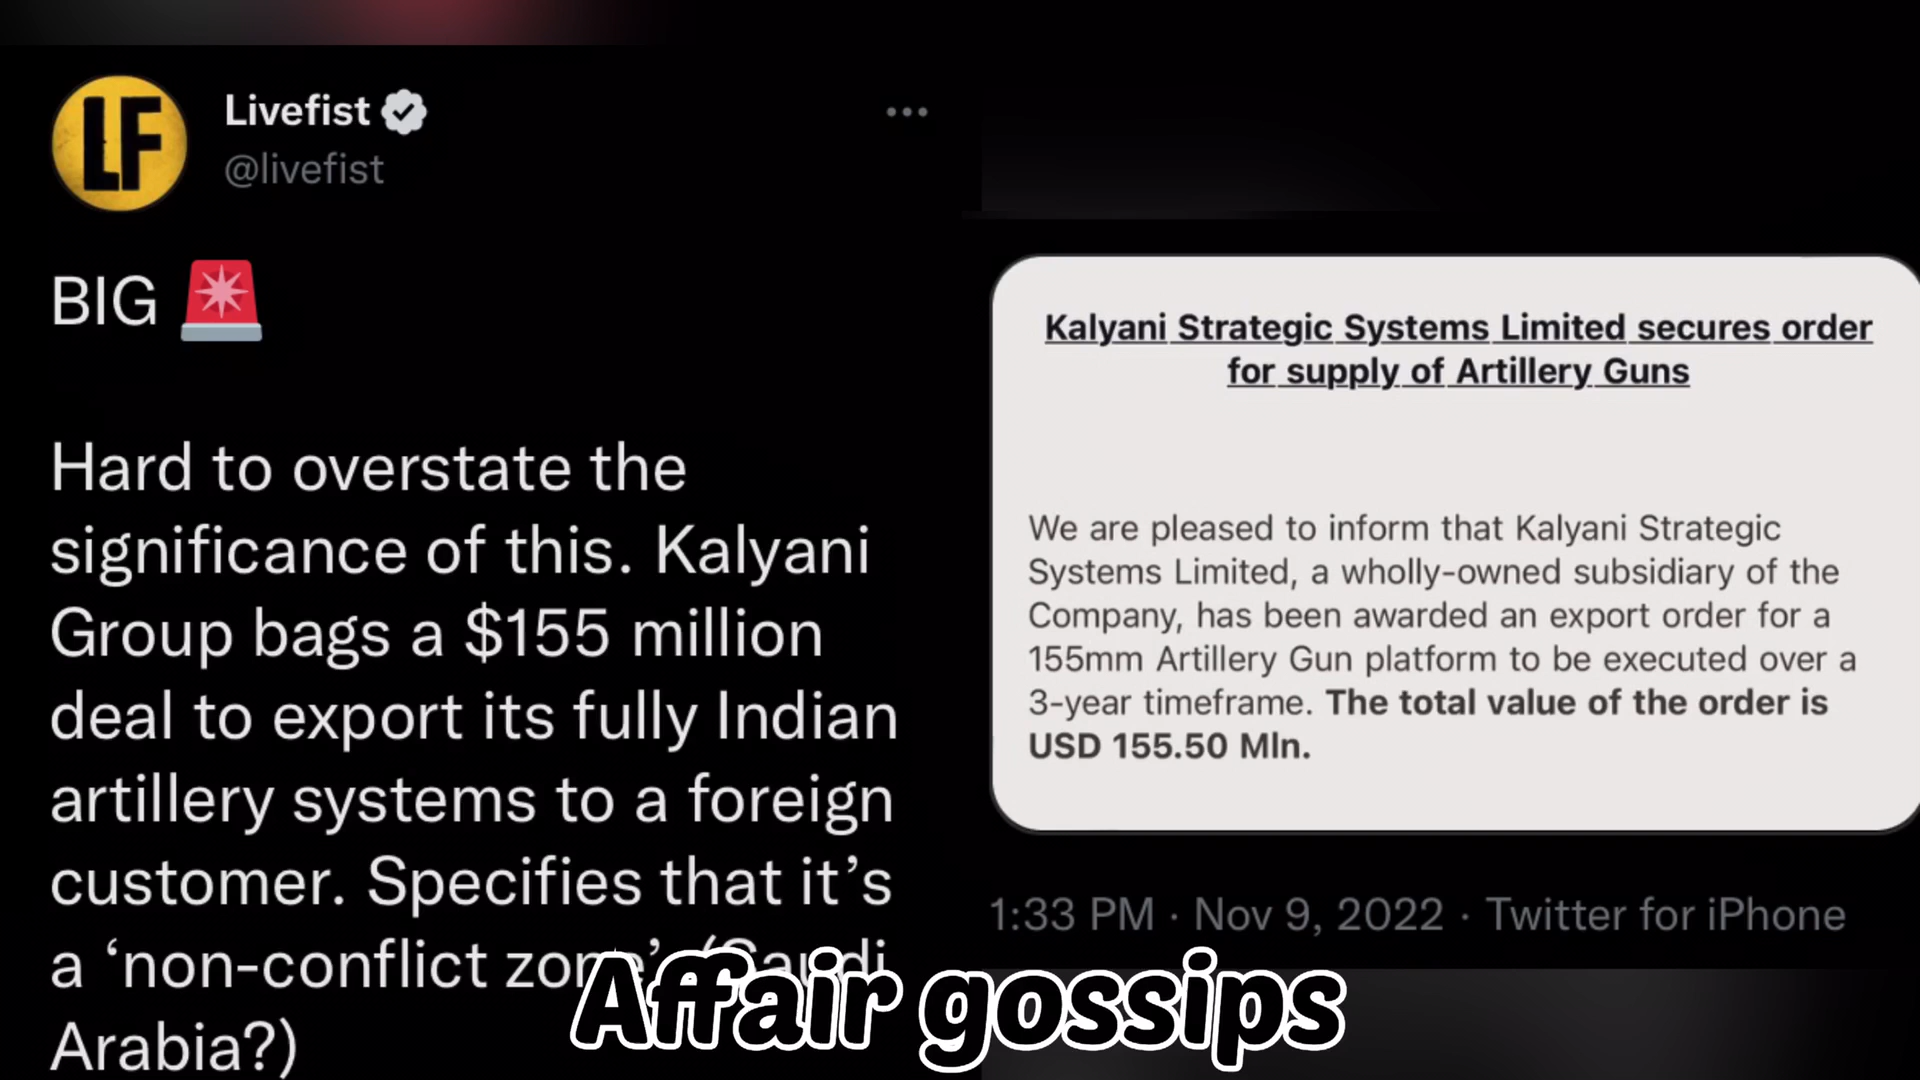 LF
Livefist
@livefist
BIG
Hard to overstate the
significance of this. Kalyani
Group bags a $155 million
deal to export its fully Indian
artillery systems to a foreign
customer. Specifies that it’s
a ‘non-conflict zone’ (Saudi
Arabia?)
Kalyani Strategic Systems Limited secures order
for supply of Artillery Guns
We are pleased to inform that Kalyani Strategic
Systems Limited, a wholly-owned subsidiary of the
Company, has been awarded an export order for a
155mm Artillery Gun platform to be executed over a
3-year timeframe. The total value of the order is
USD 155.50 Mln.
1:33 PM · Nov 9, 2022 · Twitter for iPhone
Affair gossips